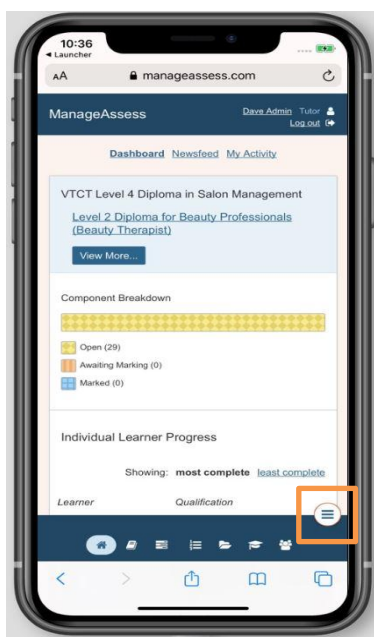 10:36
◀ Launcher
AA manageassess.com
ManageAssess
Dave Admin Tutor
Log out
Dashboard Newsfeed My Activity
VTCT Level 4 Diploma in Salon Management
Level 2 Diploma for Beauty Professionals
(Beauty Therapist)
View More...
Component Breakdown
Open (29)
Awaiting Marking (0)
Marked (0)
Individual Learner Progress
Showing: most complete least complete
Learner Qualification